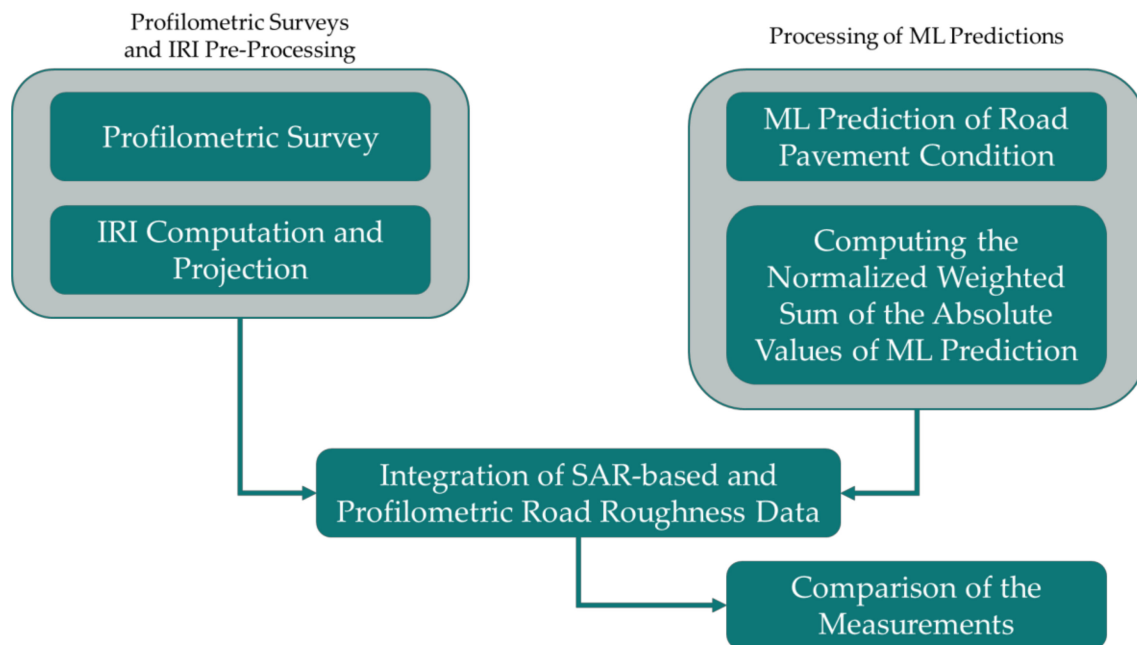 Profilometric Surveys
and IRI Pre-Processing
Profilometric Survey
IRI Computation and
Projection
Processing of ML Predictions
ML Prediction of Road
Pavement Condition
Computing the
Normalized Weighted
Sum of the Absolute
Values of ML Prediction
Integration of SAR-based and
Profilometric Road Roughness Data
Comparison of the
Measurements